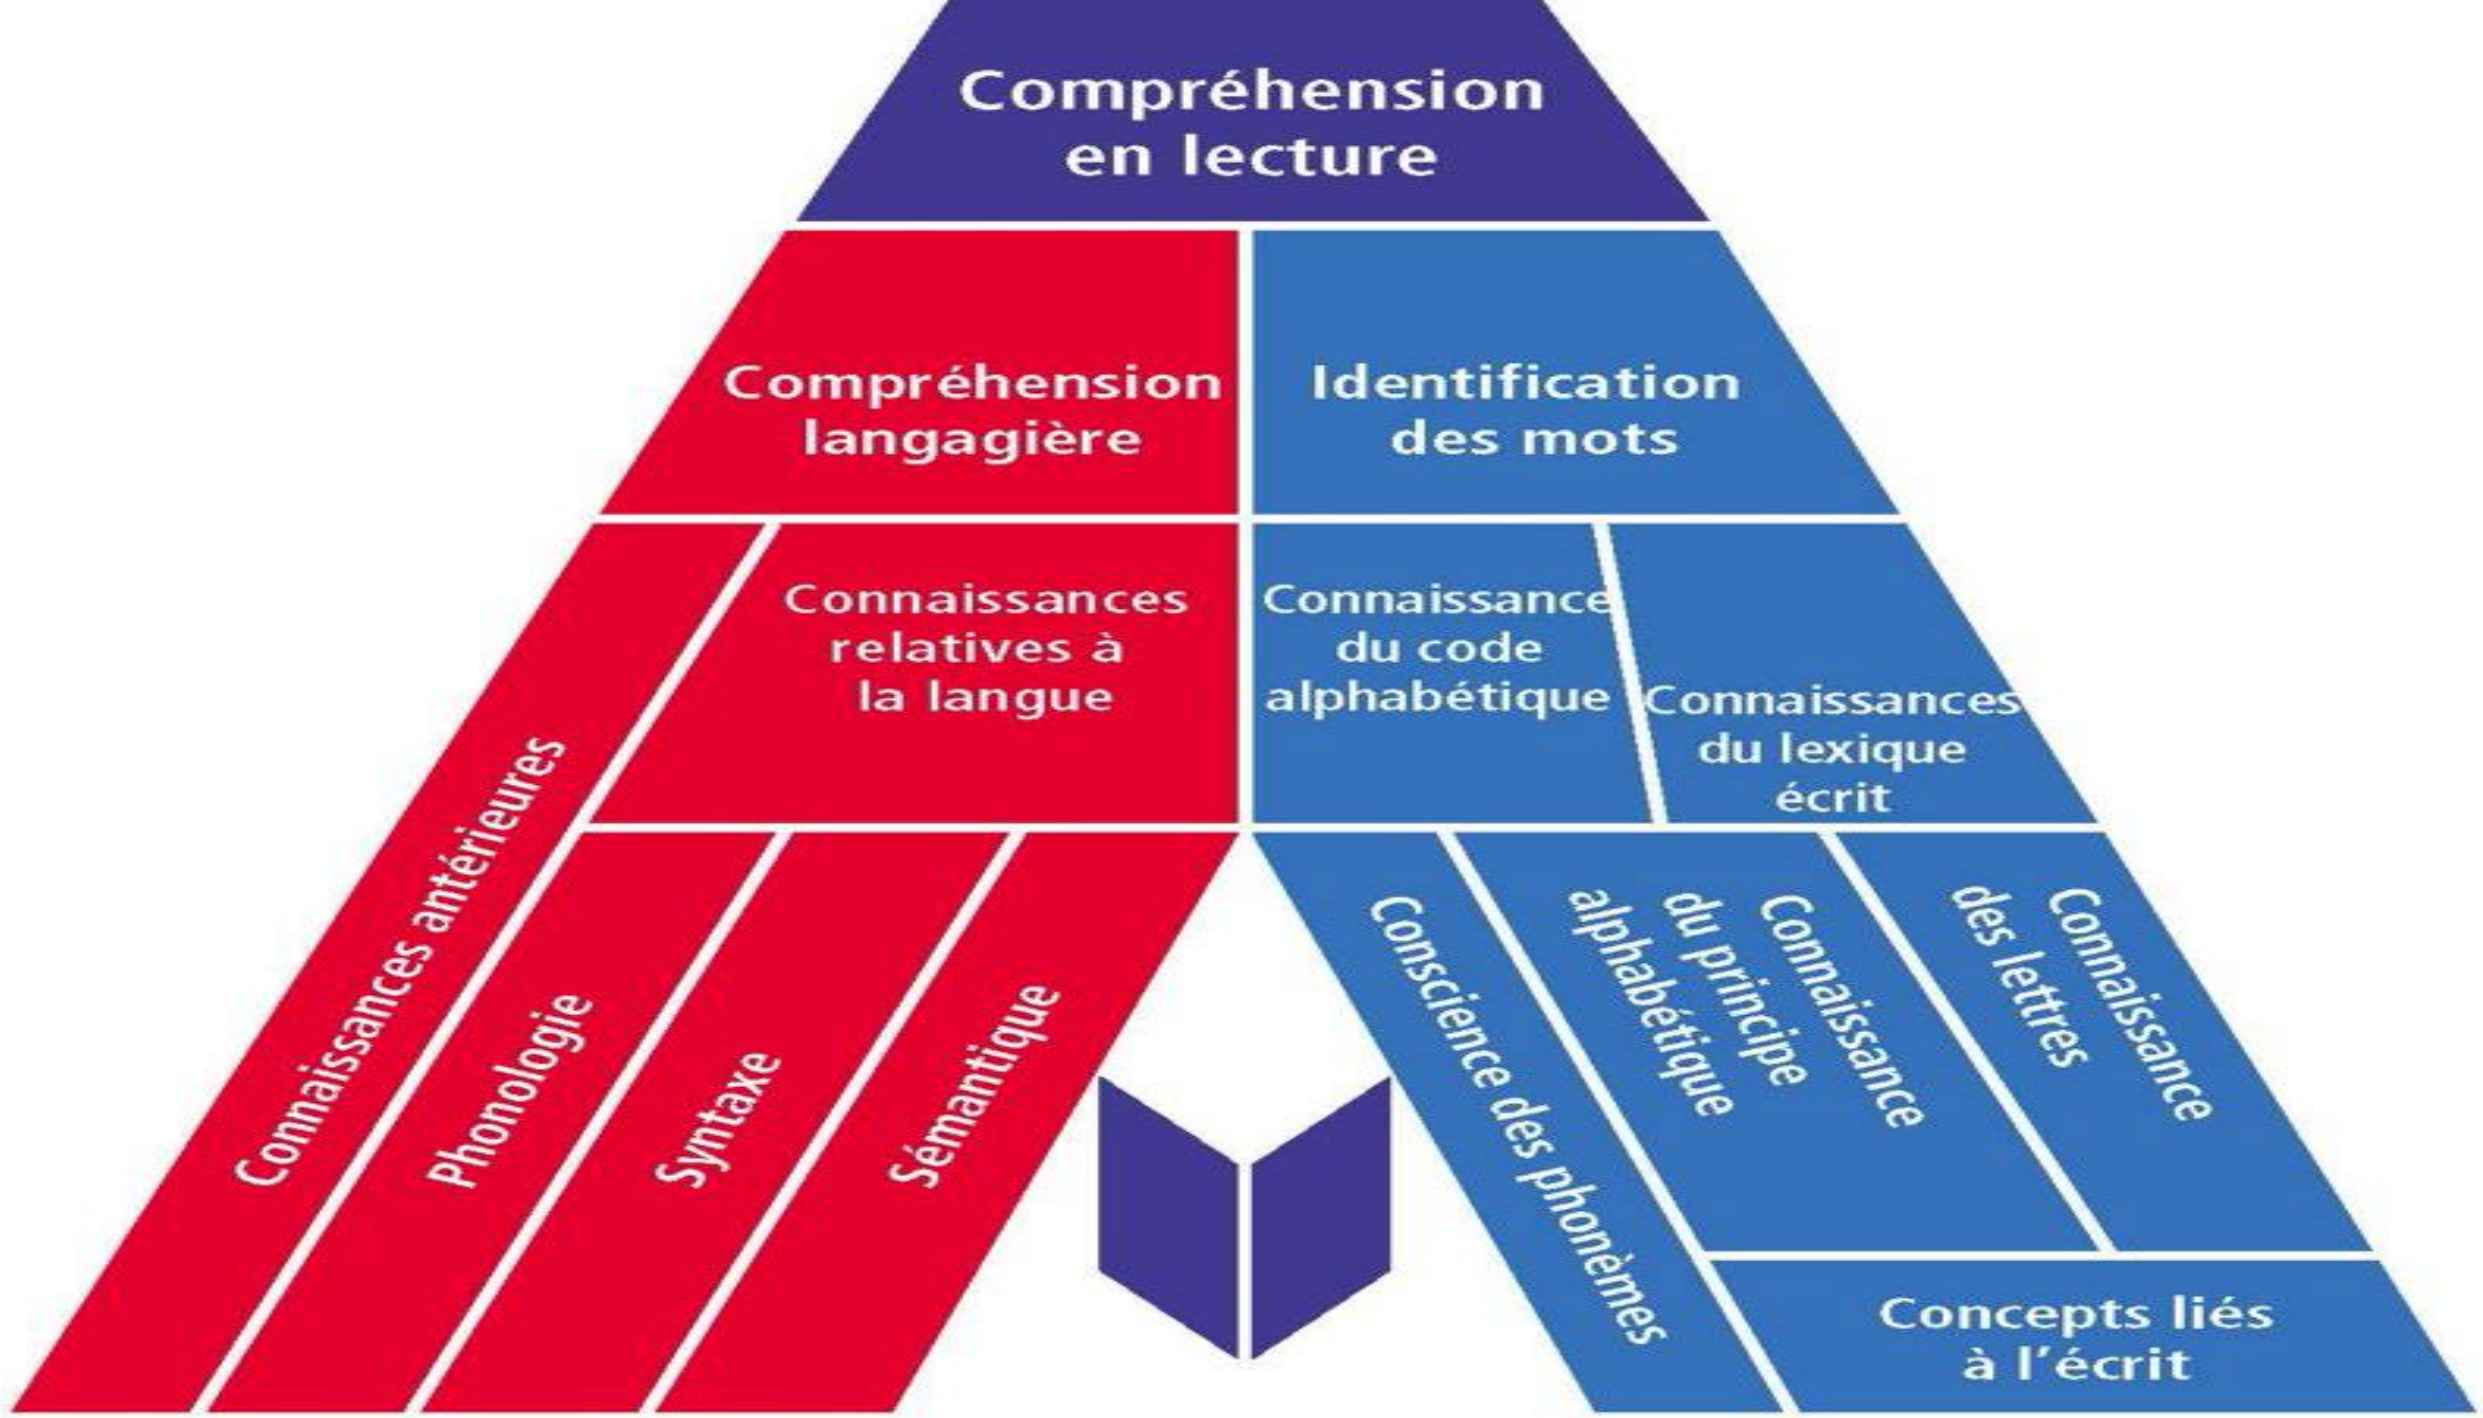 Compréhension
en lecture
Compréhension
langagière
Identification
des mots
Connaissances antérieures
Connaissances
relatives à
la langue
Connaissance
du code
alphabétique
Connaissances
du lexique
écrit
Phonologie
Syntaxe
Sémantique
Conscience des phonèmes
Connaissance
du principe
alphabétique
Connaissance
des lettres
Concepts liés
à l'écrit